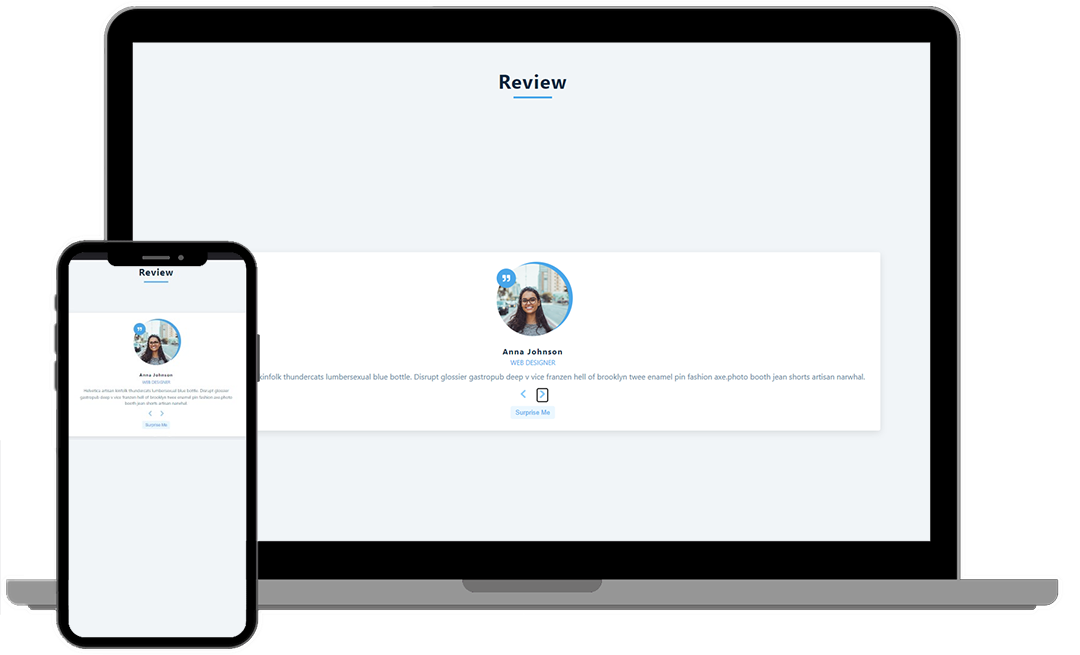 Review
Anna Johnson
WEB DESIGNER
kinfolk thundercats lumbersexual blue bottle. Disrupt glossier gastropub deep v vice franzen hell of brooklyn twee enamel pin fashion axe.photo booth jean shorts artisan narwhal.
Surprise Me
Review
Anna Johnson
WEB DESIGNER
Helvetica artisan kinfolk thundercats lumbersexual blue bottle. Disrupt glossier
gastropub deep v vice franzen hell of brooklyn twee enamel pin fashion axe.photo
booth jean shorts artisan narwhal.
Surprise Me